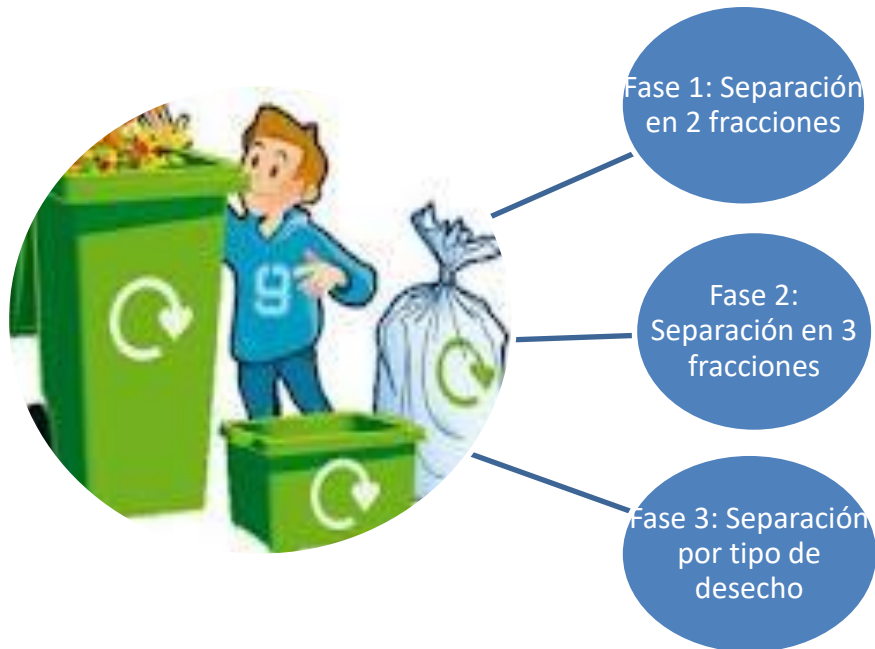 Fase 1: Separación
en 2 fracciones
Fase 2:
Separación en 3
fracciones
Fase 3: Separación
por tipo de
desecho